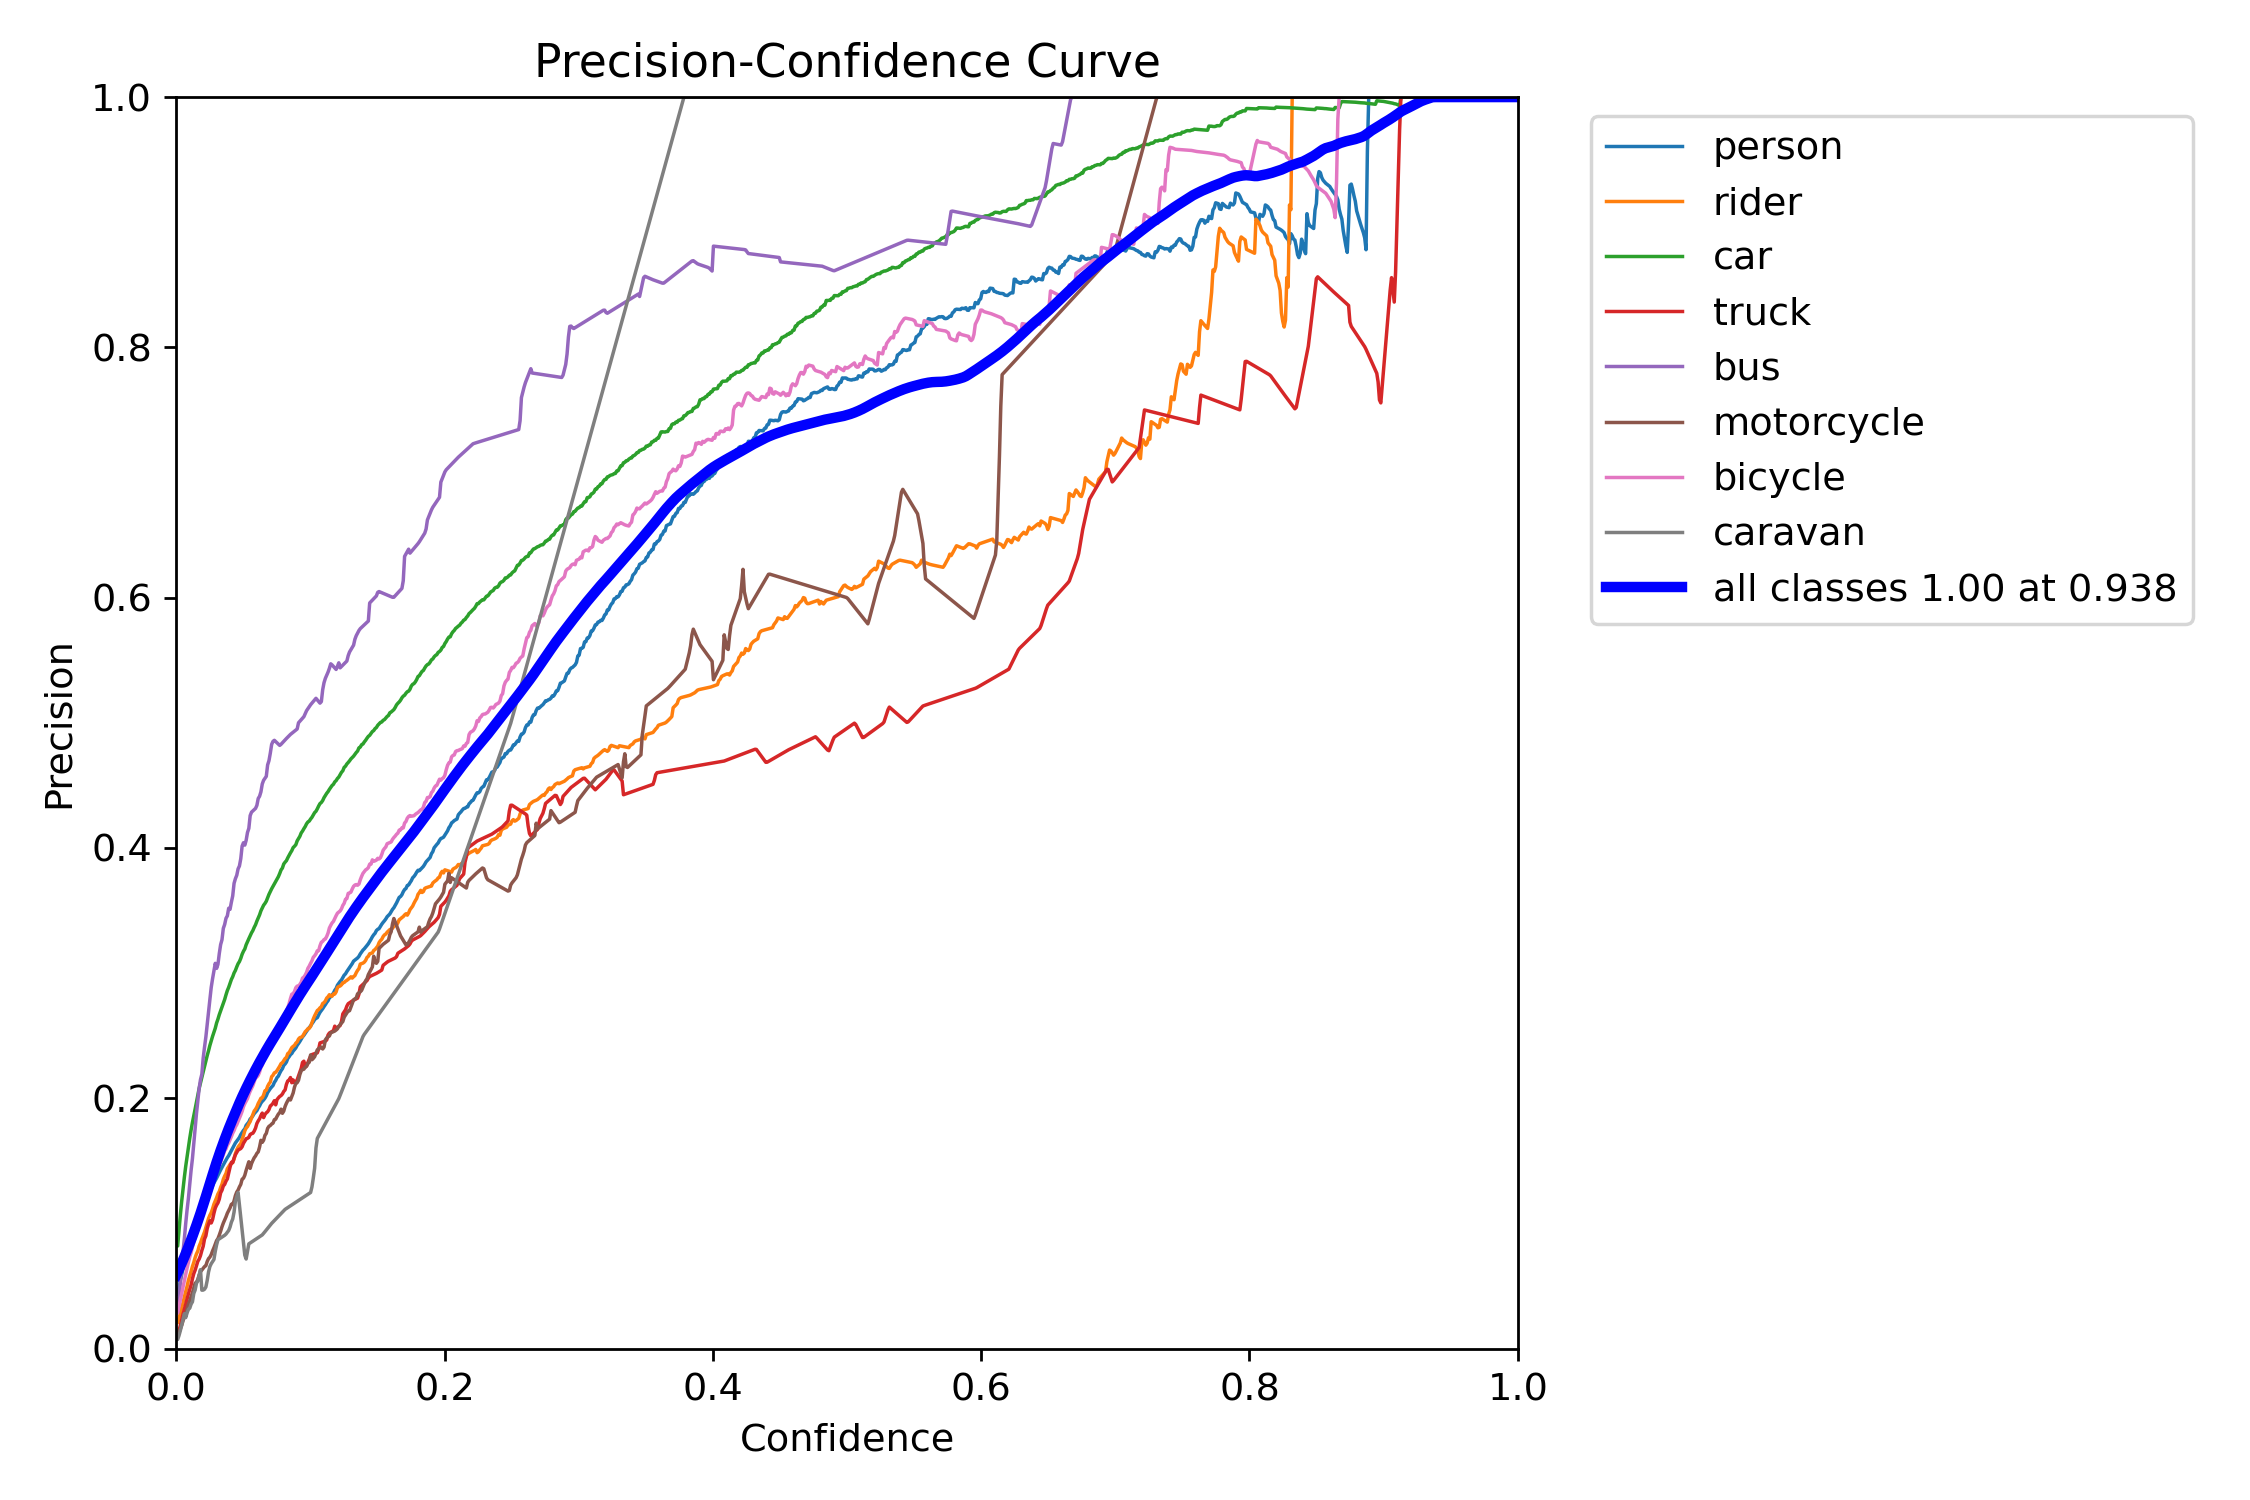 Precision-Confidence Curve
1.0
0.8
0.6
0.4
0.2
0.0
Precision
0.0 0.2 0.4 0.6 0.8 1.0
Confidence
person
rider
car
truck
bus
motorcycle
bicycle
caravan
all classes 1.00 at 0.938